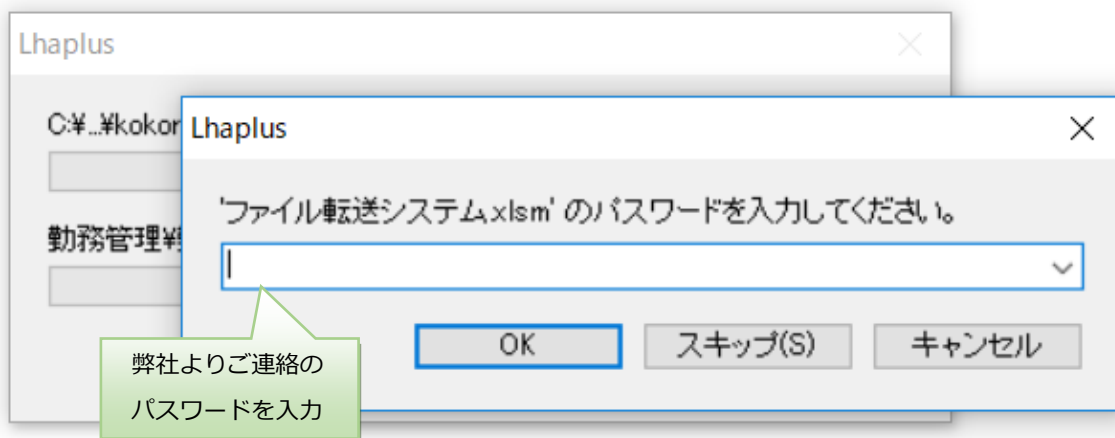 Lhaplus
C:¥...¥kokor
勤務管理¥
Lhaplus
'ファイル転送システム.xlsm' のパスワードを入力してください。
OK
スキップ(S)
キャンセル
弊社よりご連絡の
パスワードを入力